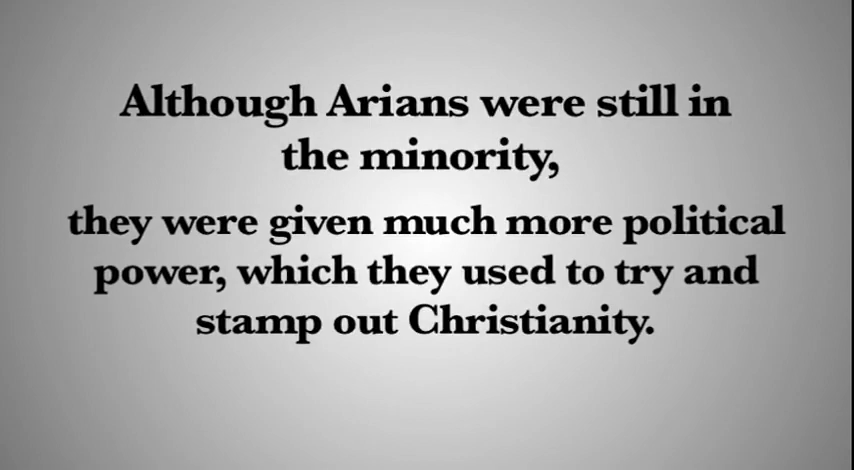 Although Arians were still in
the minority,
they were given much more political
power, which they used to try and
stamp out Christianity.